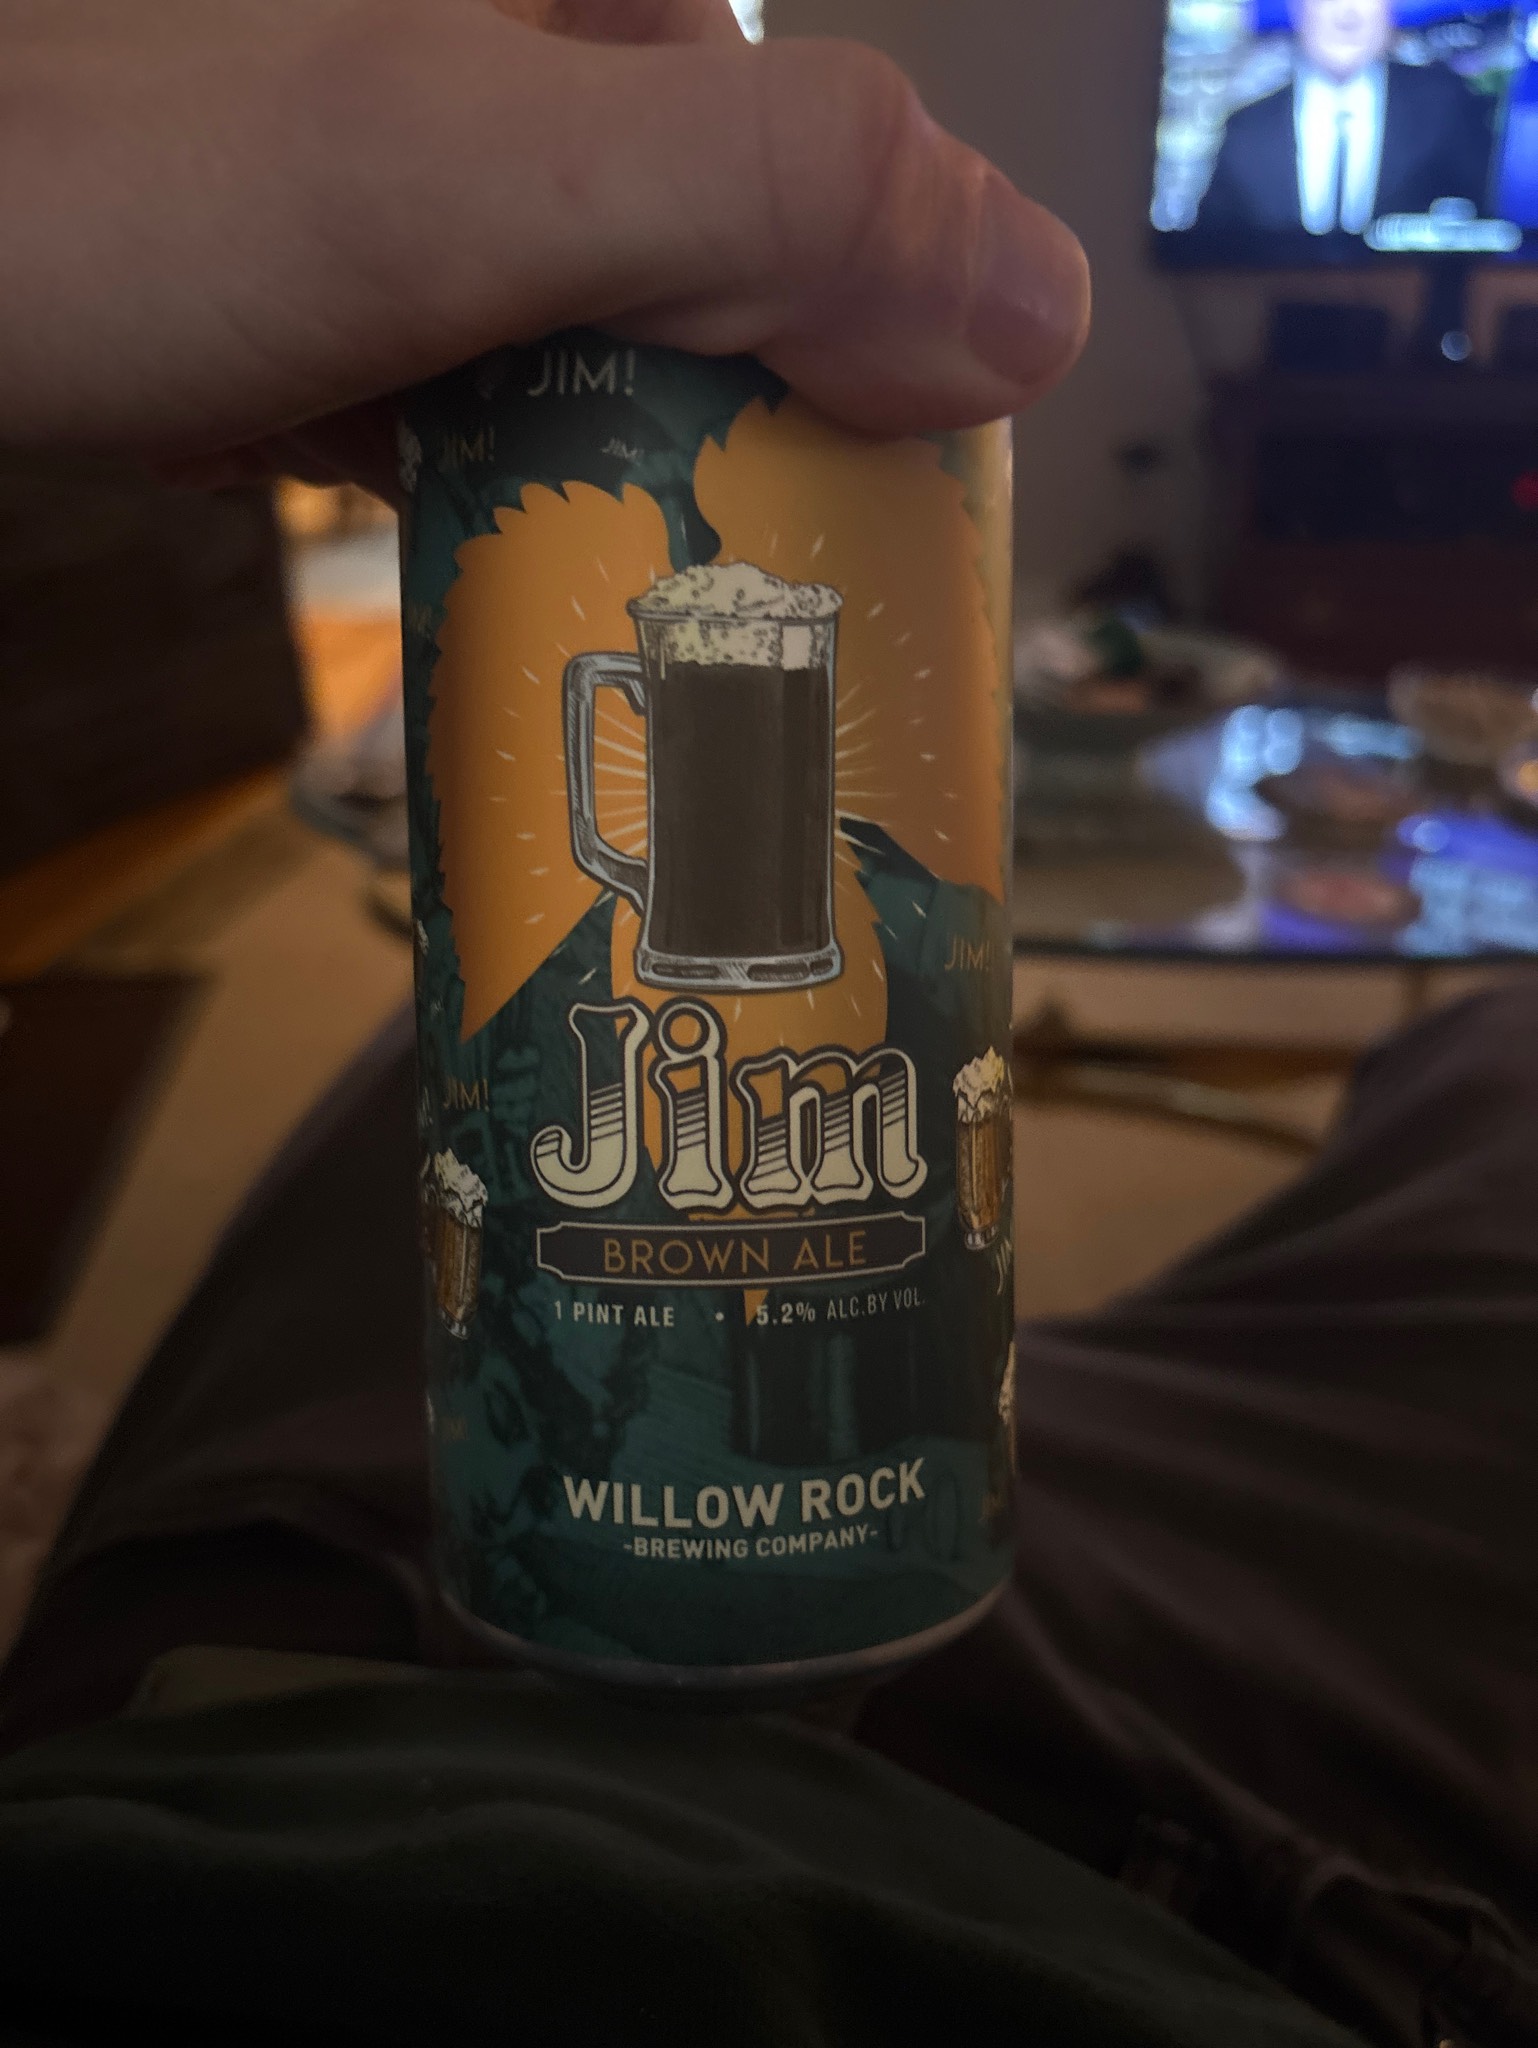 JIM!
JIM!
JIM!
JIM!
JIM!
Jim
BROWN ALE
1 PINT ALE • 5.2% ALC.BY VOL.
WILLOW ROCK
-BREWING COMPANY-